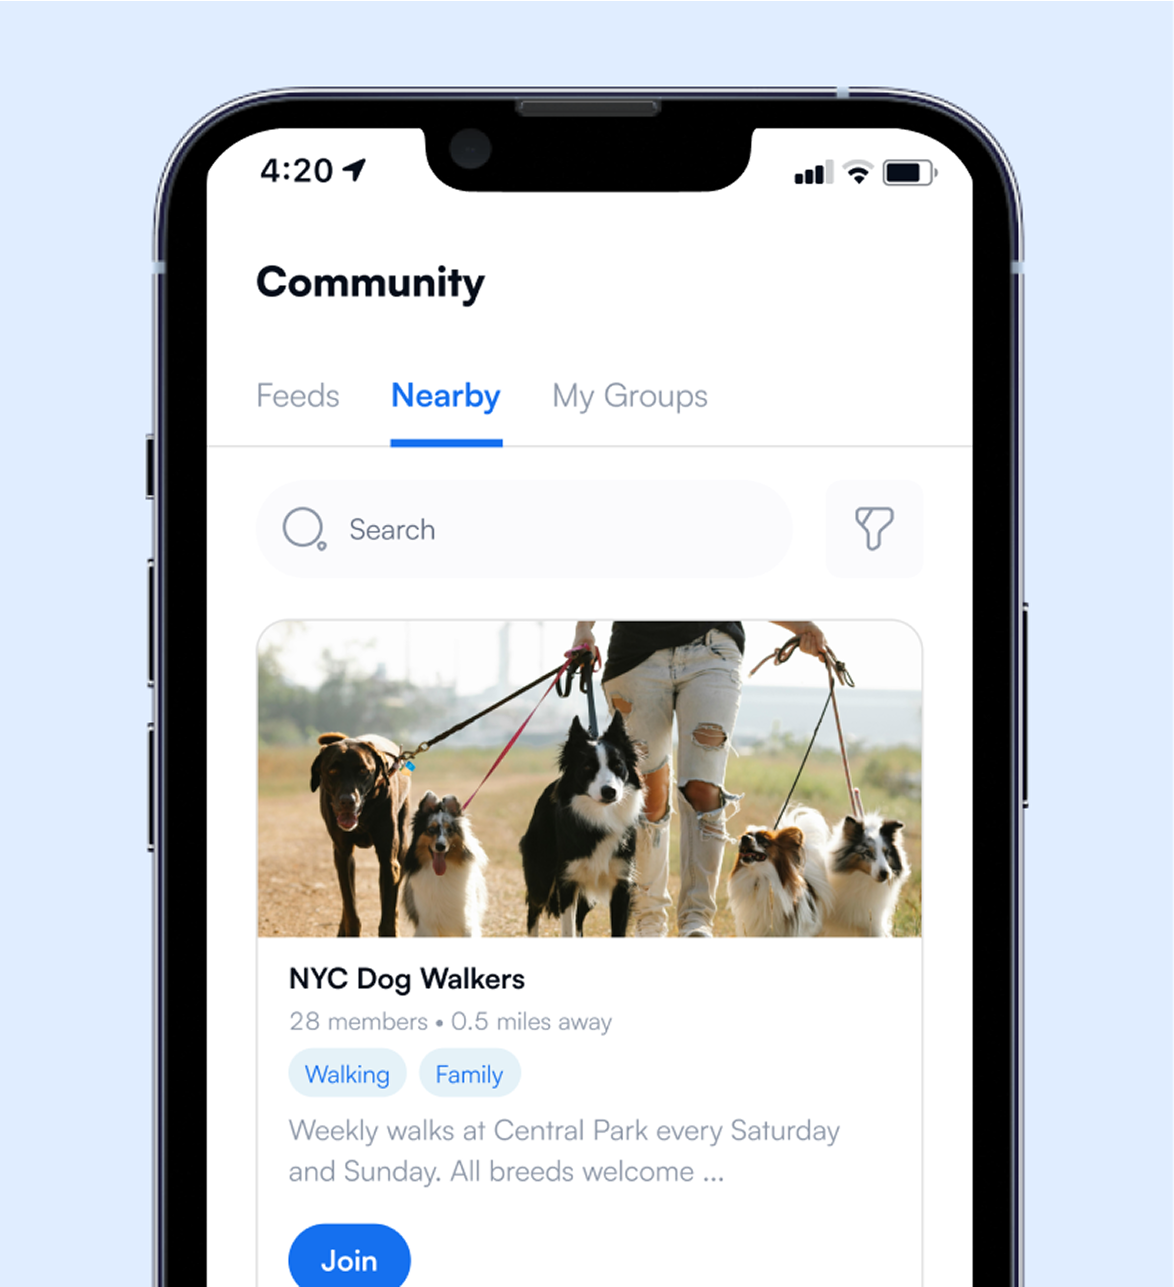 4:20
Community
Feeds Nearby My Groups
Search
NYC Dog Walkers
28 members • 0.5 miles away
Walking Family
Weekly walks at Central Park every Saturday
and Sunday. All breeds welcome ...
Join